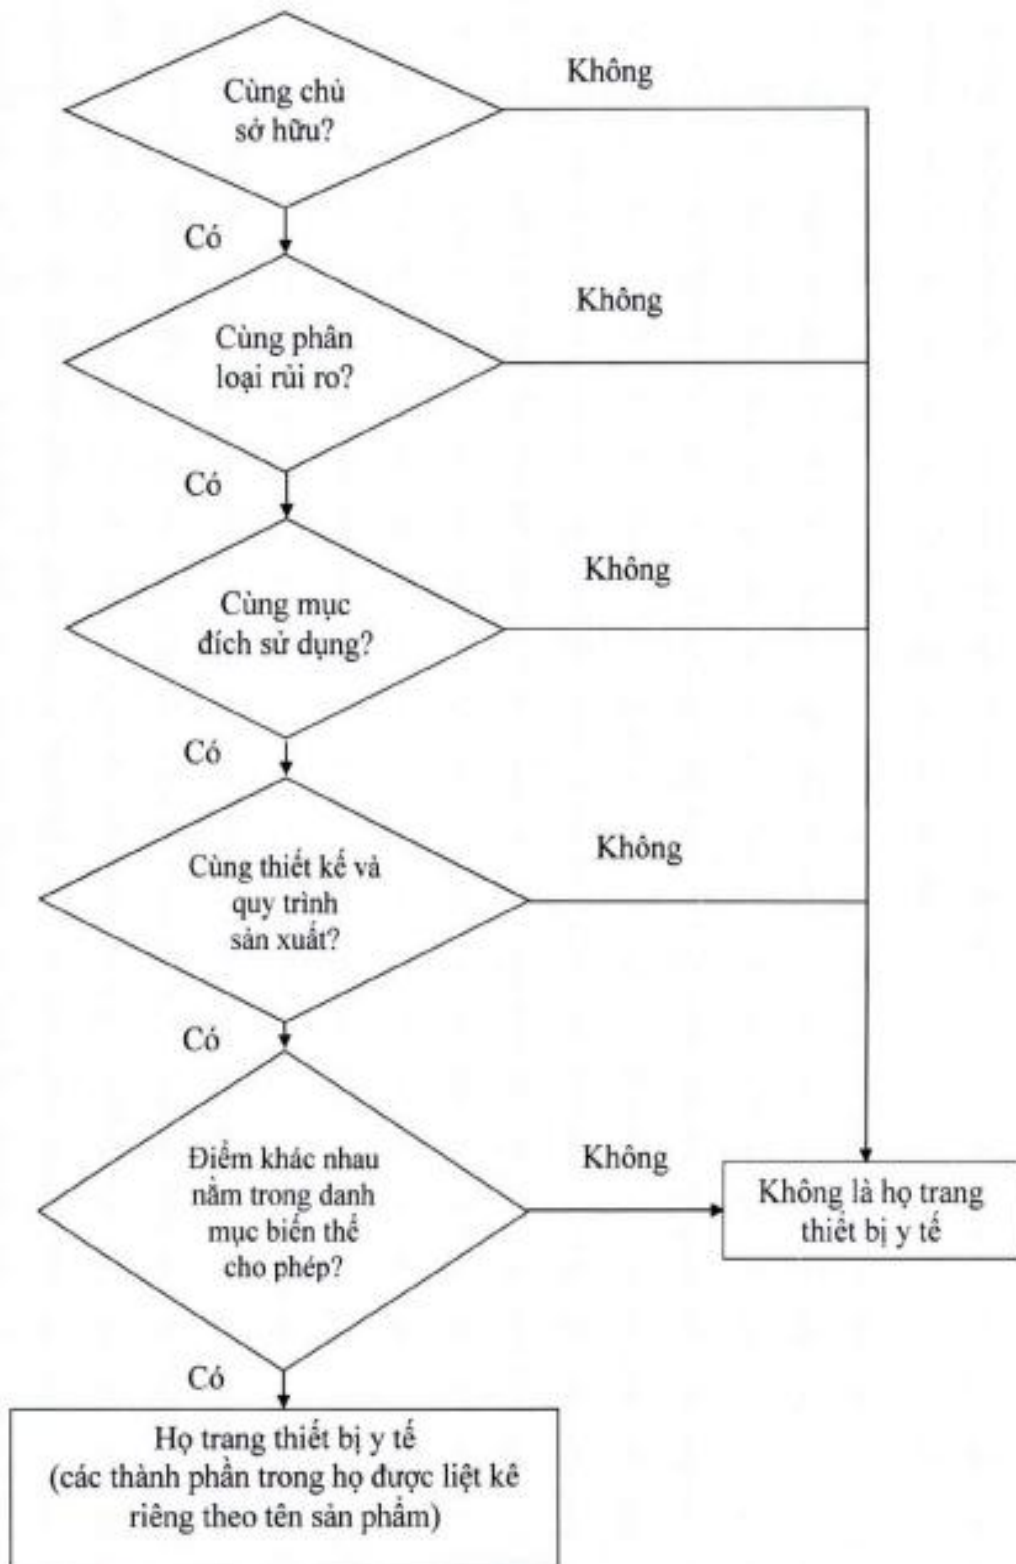 Cùng chủ
sở hữu?
Không
Có
Cùng phân
loại rủi ro?
Không
Có
Cùng mục
đích sử dụng?
Không
Có
Cùng thiết kế và
quy trình
sản xuất?
Không
Có
Điểm khác nhau
nằm trong danh
mục biến thể
cho phép?
Không
Không là họ trang
thiết bị y tế
Có
Họ trang thiết bị y tế
(các thành phần trong họ được liệt kê
riêng theo tên sản phẩm)